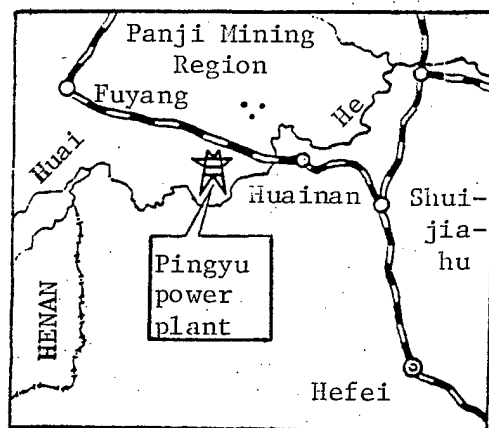 Panji Mining
Region
Fuyang
He
Huai
Huainan
Shui-
jia-
hu
Pingyu
power
plant
HENAN
Hefei